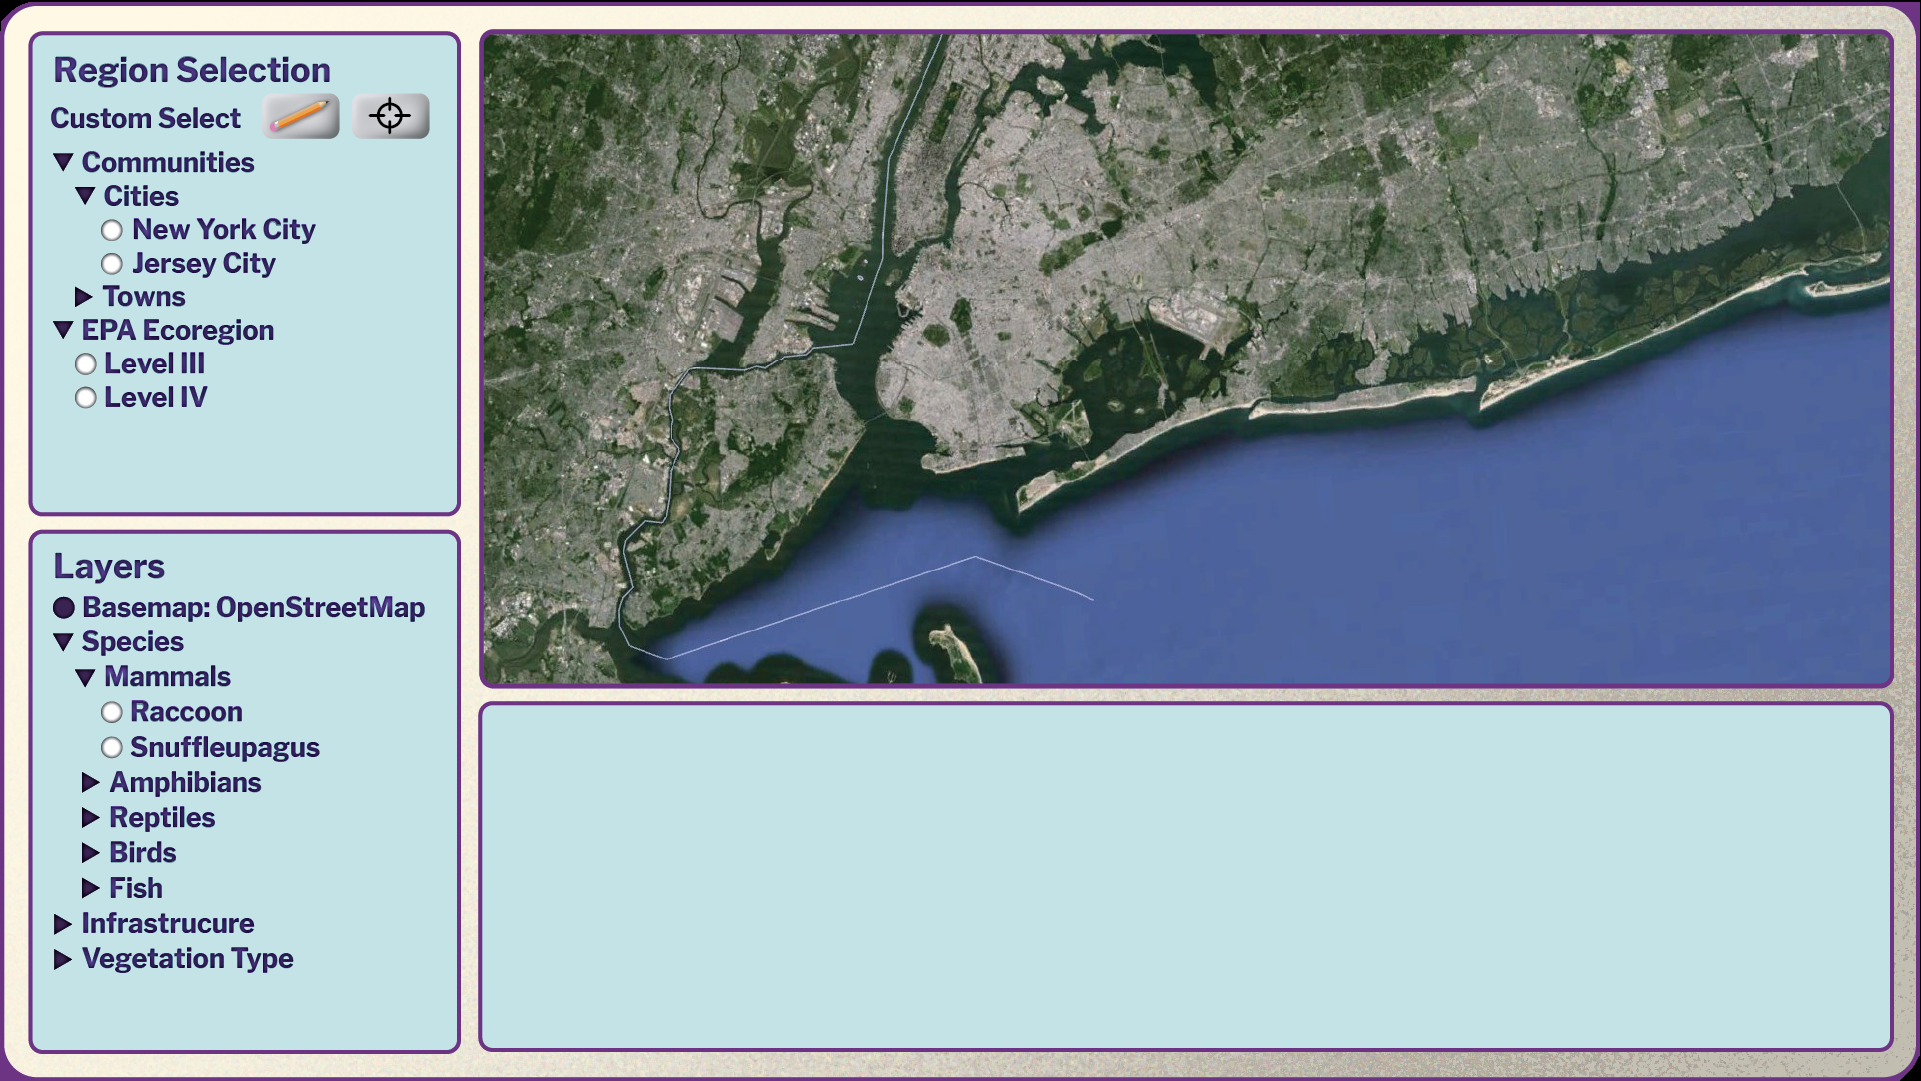 Region Selection
Custom Select
Communities
Cities
New York City
Jersey City
Towns
EPA Ecoregion
Level III
Level IV
Layers
Basemap: OpenStreetMap
Species
Mammals
Raccoon
Snuffleupagus
Amphibians
Reptiles
Birds
Fish
Infrastrucure
Vegetation Type